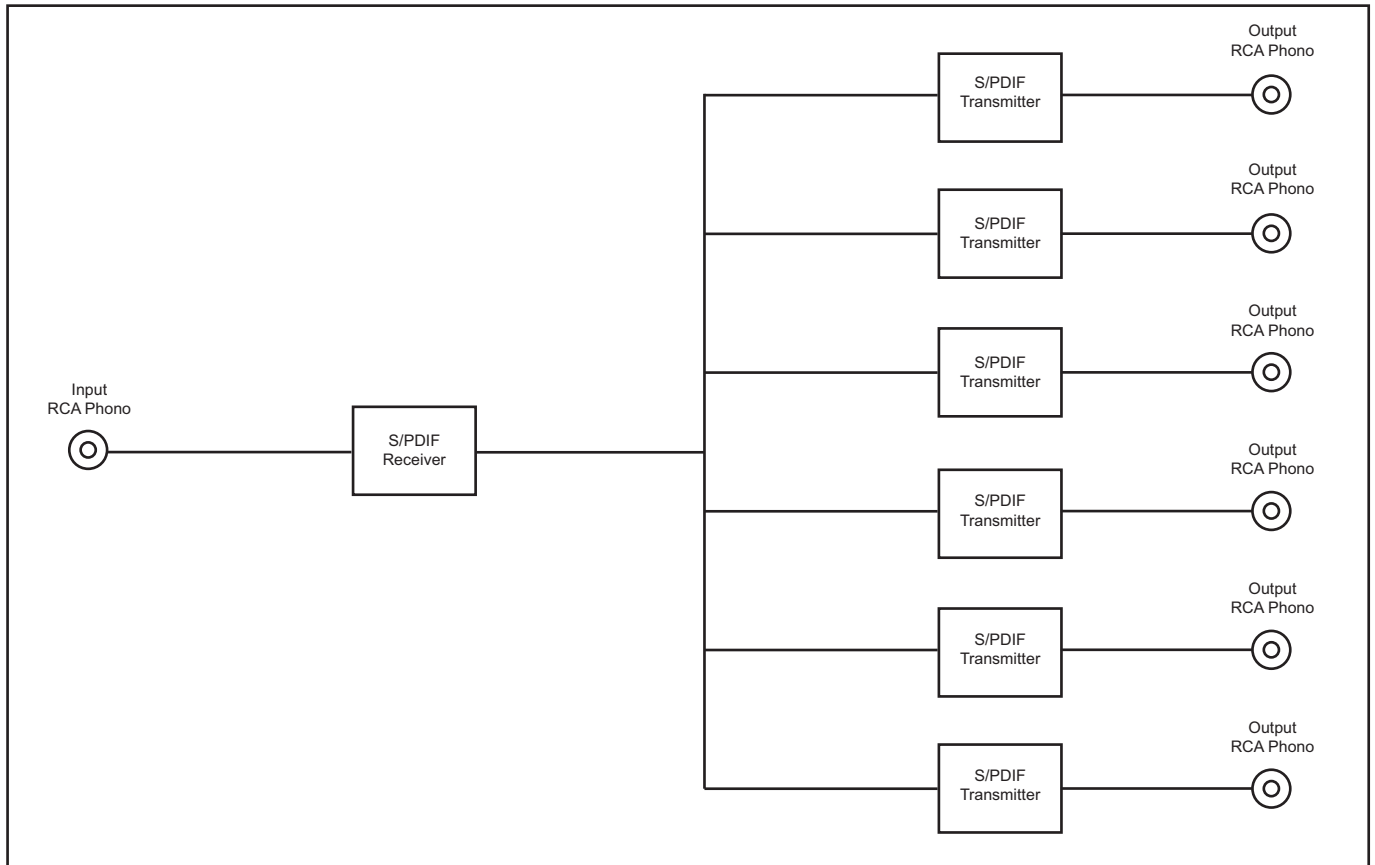 Output
RCA Phono
S/PDIF
Transmitter
Output
RCA Phono
S/PDIF
Transmitter
Output
RCA Phono
S/PDIF
Transmitter
Input
RCA Phono
S/PDIF
Receiver
Output
RCA Phono
S/PDIF
Transmitter
Output
RCA Phono
S/PDIF
Transmitter
Output
RCA Phono
S/PDIF
Transmitter